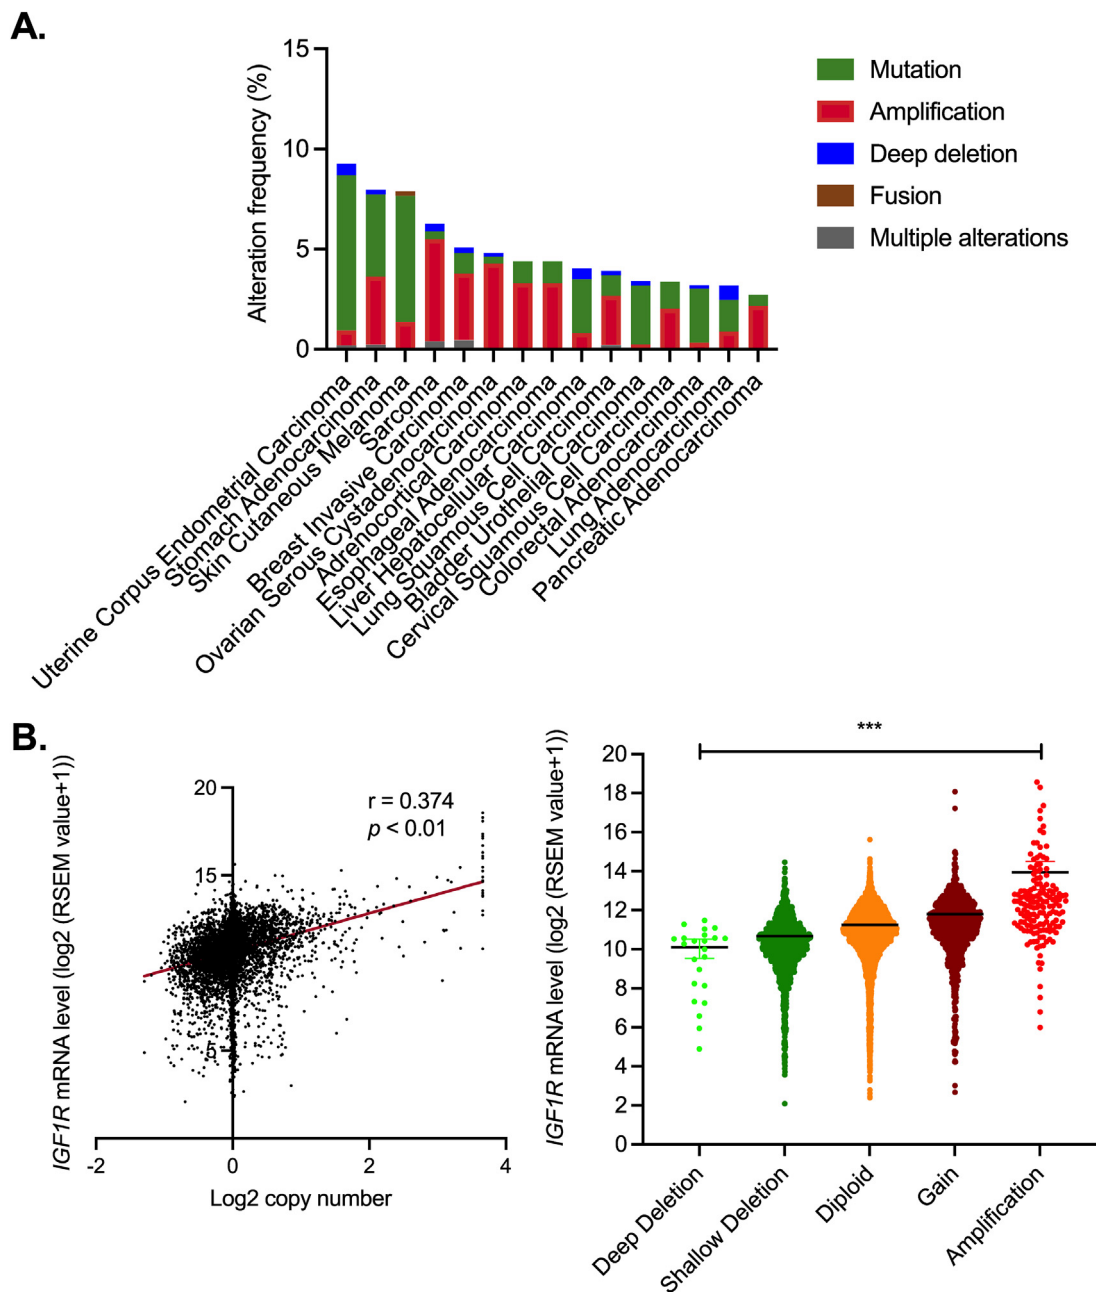 A.
Alteration frequency (%)
15
10
5
0
Mutation
Amplification
Deep deletion
Fusion
Multiple alterations
Uterine Corpus Endometrial Carcinoma
Stomach Adenocarcinoma
Skin Cutaneous Melanoma
Sarcoma
Breast Invasive Carcinoma
Ovarian Serous Cystadenocarcinoma
Adrenocortical Carcinoma
Esophageal Adenocarcinoma
Liver Hepatocellular Carcinoma
Lung Squamous Cell Carcinoma
Bladder Urothelial Carcinoma
Cervical Squamous Cell Carcinoma
Colorectal Adenocarcinoma
Lung Adenocarcinoma
Pancreatic Adenocarcinoma
B.
IGF1R mRNA level (log2 (RSEM value+1))
20
15
5
r = 0.374
p < 0.01
-2
0
2
4
Log2 copy number
IGF1R mRNA level (log2 (RSEM value+1))
***
20
18
16
14
12
10
8
6
4
2
0
Deep Deletion
Shallow Deletion
Diploid
Gain
Amplification